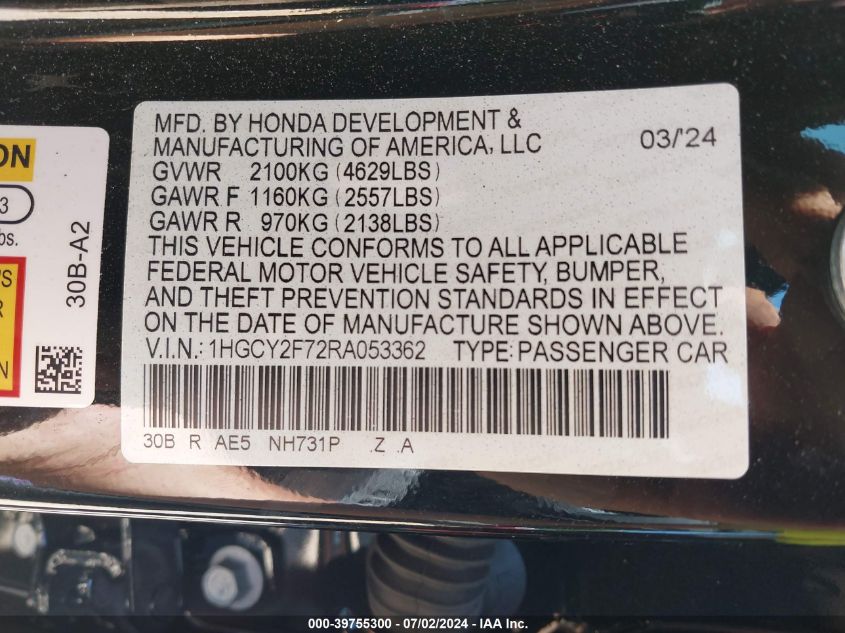 ON
3
bs.
'S
R
N
30B-A2
MFD. BY HONDA DEVELOPMENT &
MANUFACTURING OF AMERICA, LLC 03/'24
GVWR 2100KG (4629LBS)
GAWR F 1160KG (2557LBS)
GAWR R 970KG (2138LBS)
THIS VEHICLE CONFORMS TO ALL APPLICABLE
FEDERAL MOTOR VEHICLE SAFETY, BUMPER,
AND THEFT PREVENTION STANDARDS IN EFFECT
ON THE DATE OF MANUFACTURE SHOWN ABOVE.
V.I.N.: 1HGCY2F72RA053362 TYPE: PASSENGER CAR
30B R AE5 NH731P .Z .A
000-39755300 - 07/02/2024 - IAA Inc.